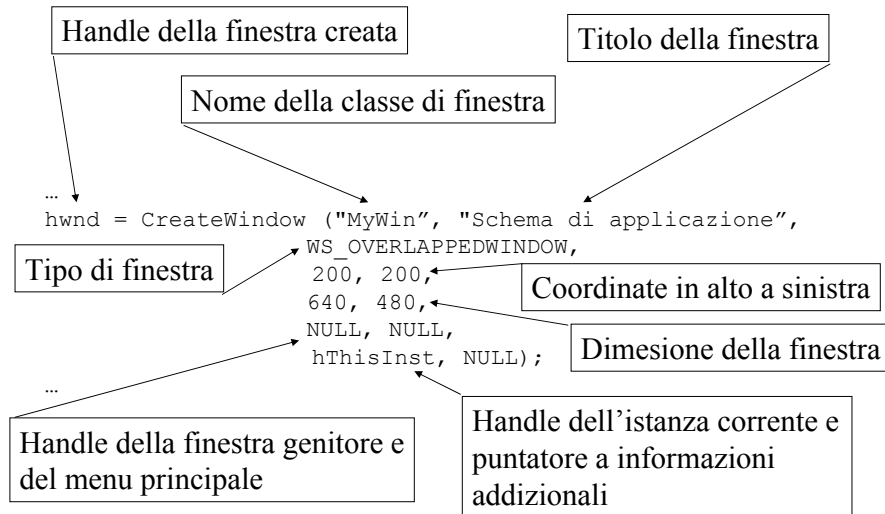 Handle della finestra creata
Titolo della finestra
Nome della classe di finestra
…
hwnd = CreateWindow ("MyWin”, "Schema di applicazione”,
WS_OVERLAPPEDWINDOW,
Tipo di finestra
200, 200,
Coordinate in alto a sinistra
640, 480,
NULL, NULL,
Dimesione della finestra
hThisInst, NULL);
…
Handle della finestra genitore e
del menu principale
Handle dell’istanza corrente e
puntatore a informazioni
addizionali